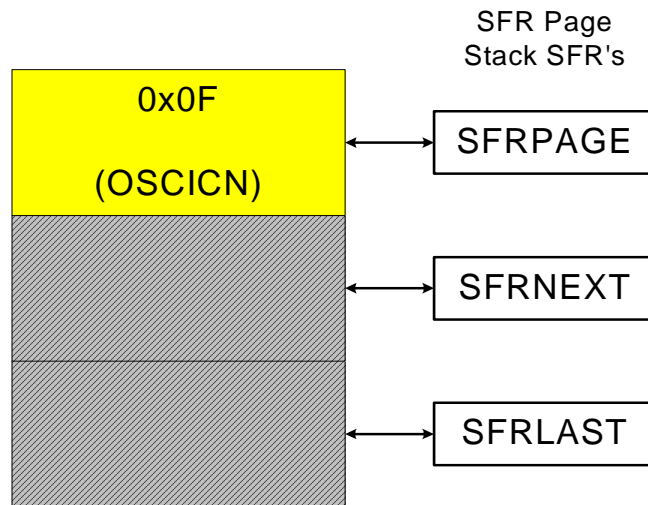 SFR Page
Stack SFR's
0x0F
(OSCICN)
SFRPAGE
SFRNEXT
SFRLAST